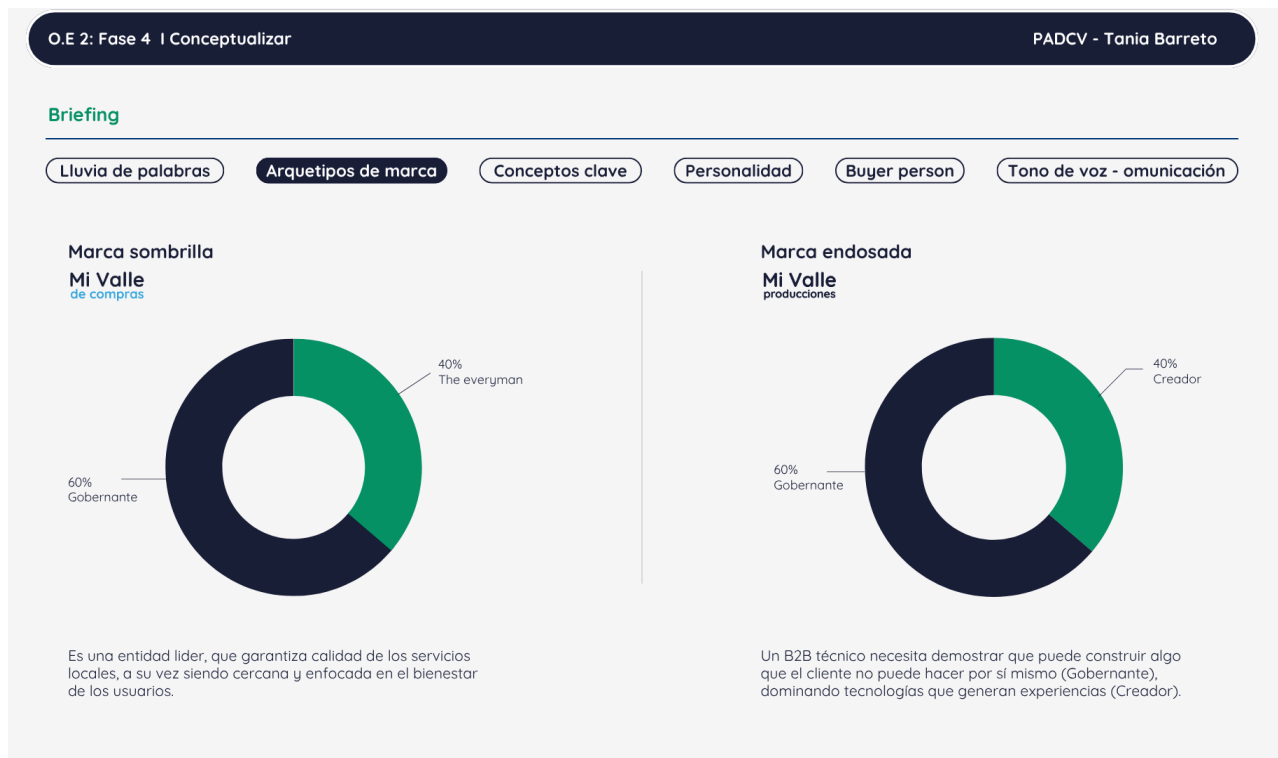 O.E 2: Fase 4 I Conceptualizar
PADCV - Tania Barreto
Briefing
Lluvia de palabras
Arquetipos de marca
Conceptos clave
Personalidad
Buyer person
Tono de voz - omunicación
Marca sombrilla
Mi Valle
de compras
40%
The everyman
60%
Gobernante
Es una entidad lider, que garantiza calidad de los servicios
locales, a su vez siendo cercana y enfocada en el bienestar
de los usuarios.
Marca endosada
Mi Valle
producciones
40%
Creador
60%
Gobernante
Un B2B técnico necesita demostrar que puede construir algo
que el cliente no puede hacer por sí mismo (Gobernante),
dominando tecnologías que generan experiencias (Creador).